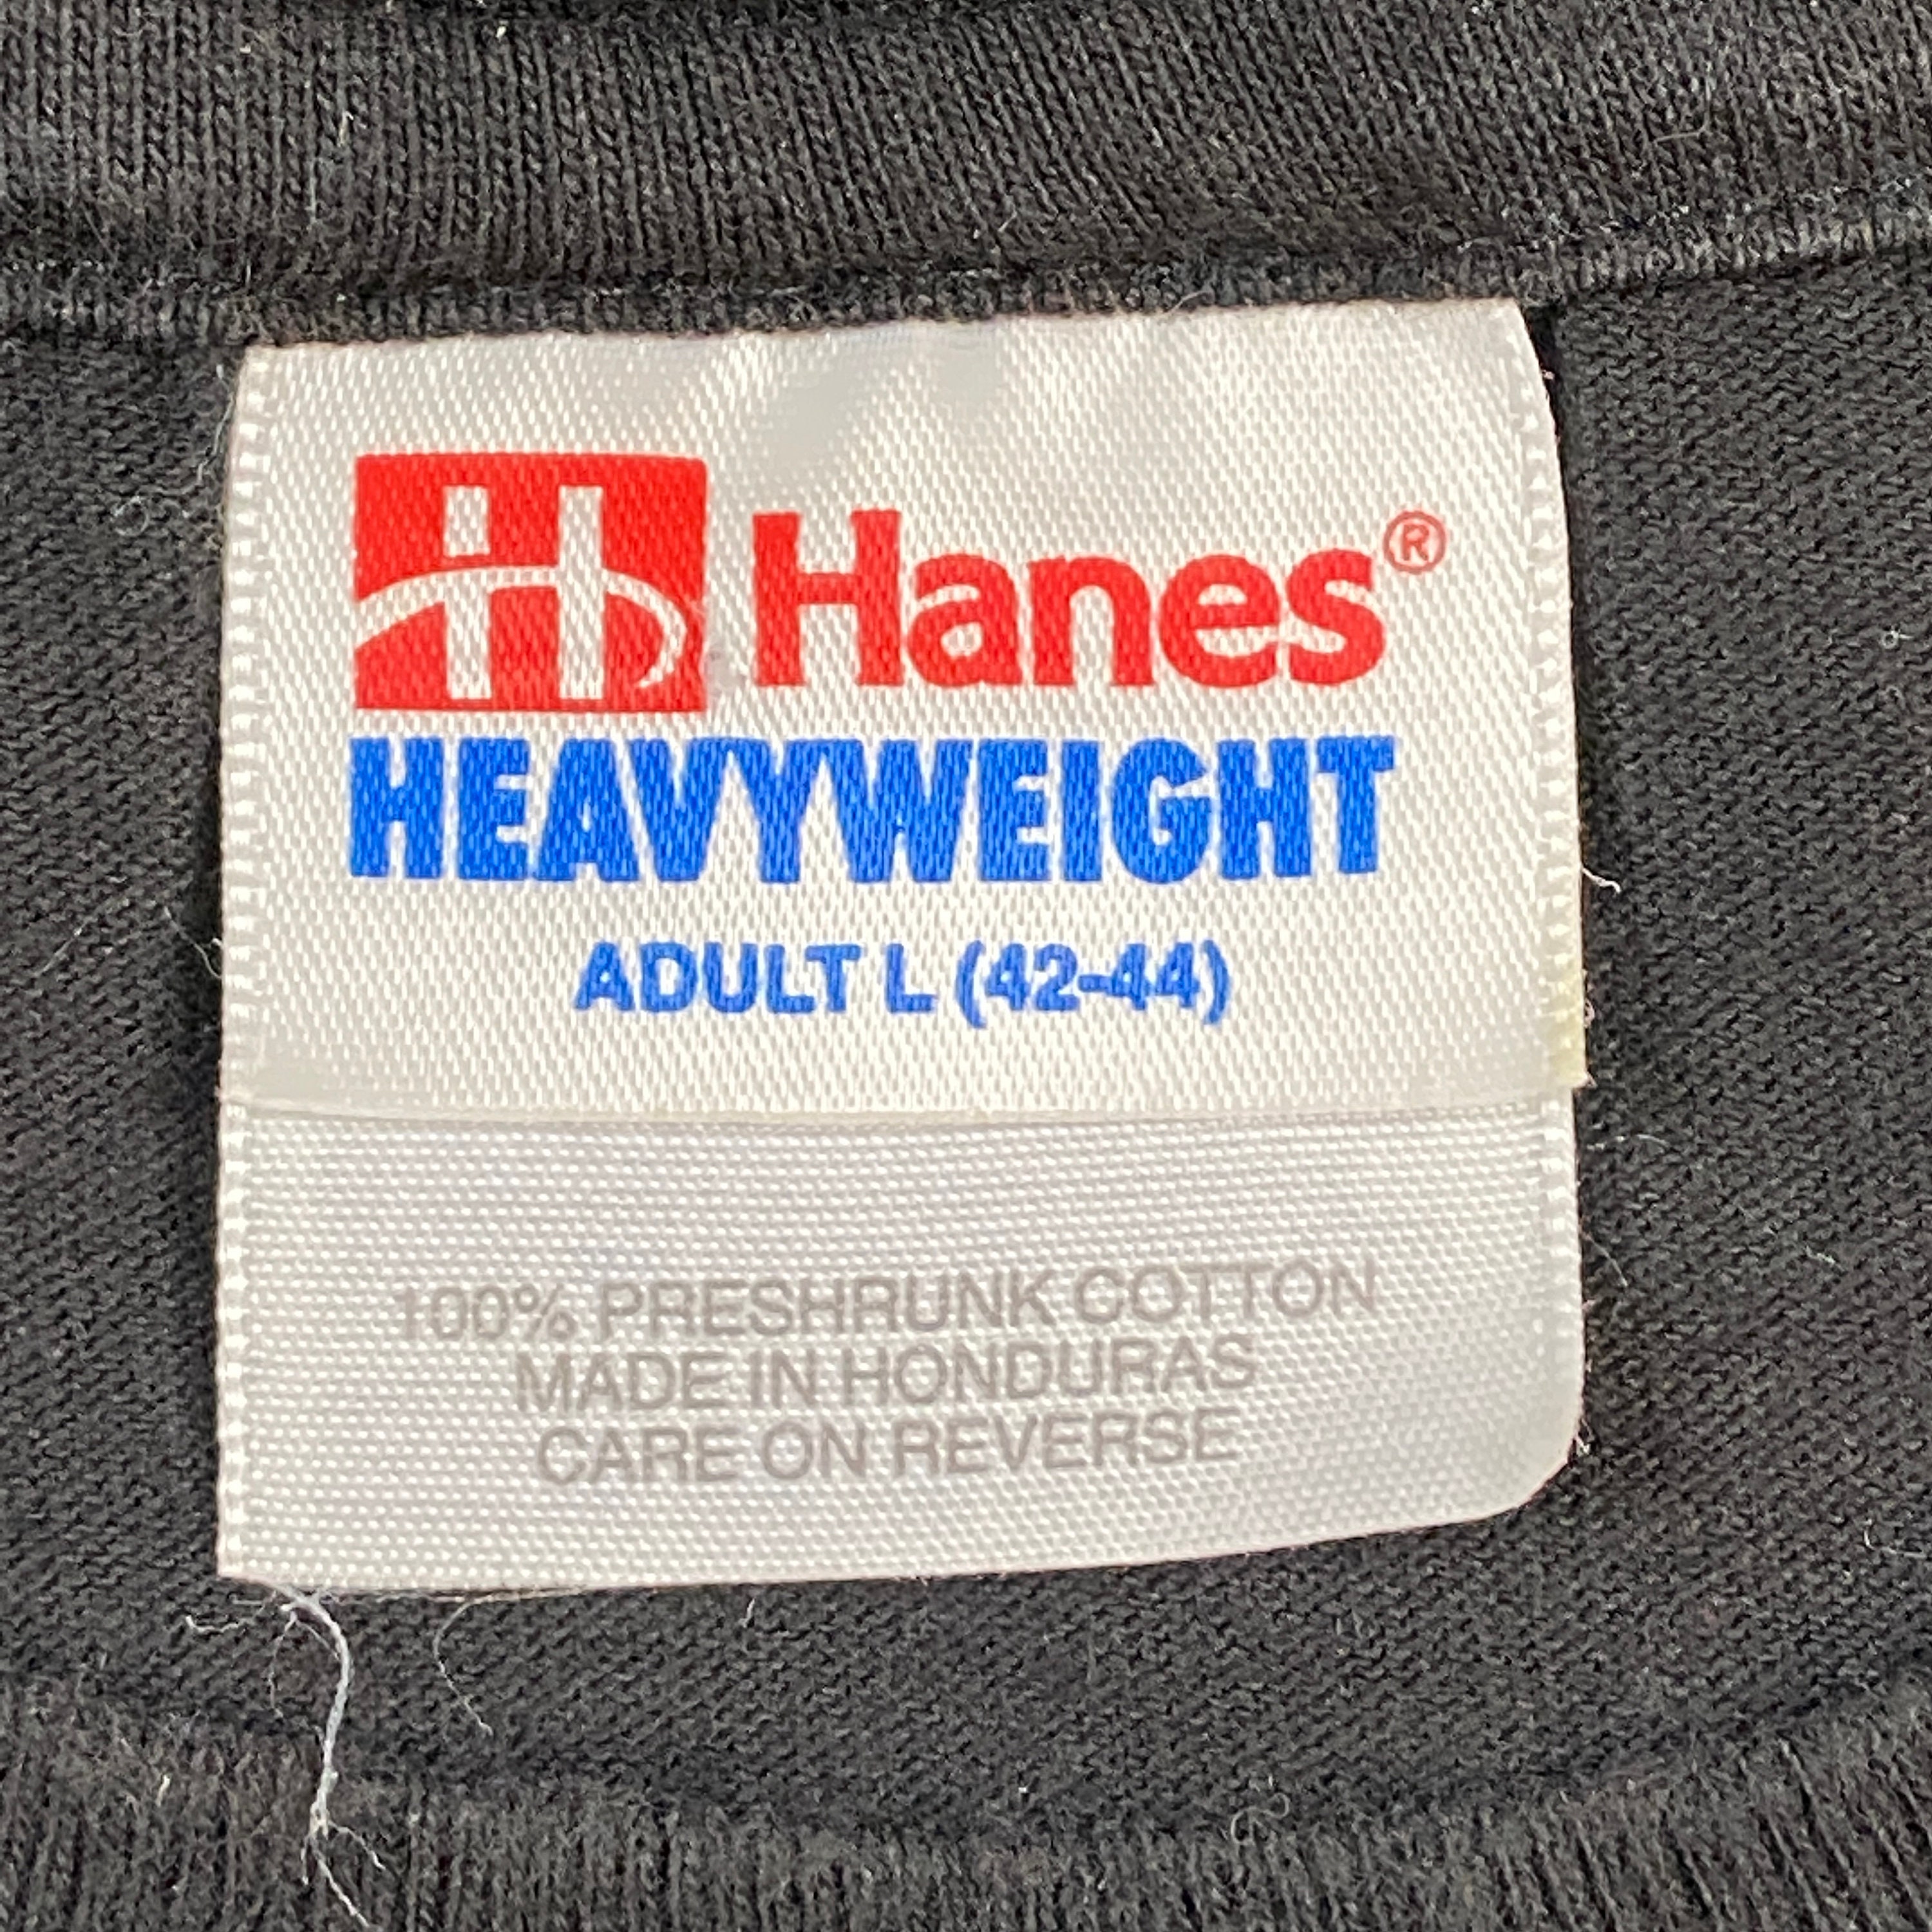 Hanes®
HEAVYWEIGHT
ADULT L (42-44)
100% PRESHRUNK COTTON
MADE IN HONDURAS
CARE ON REVERSE